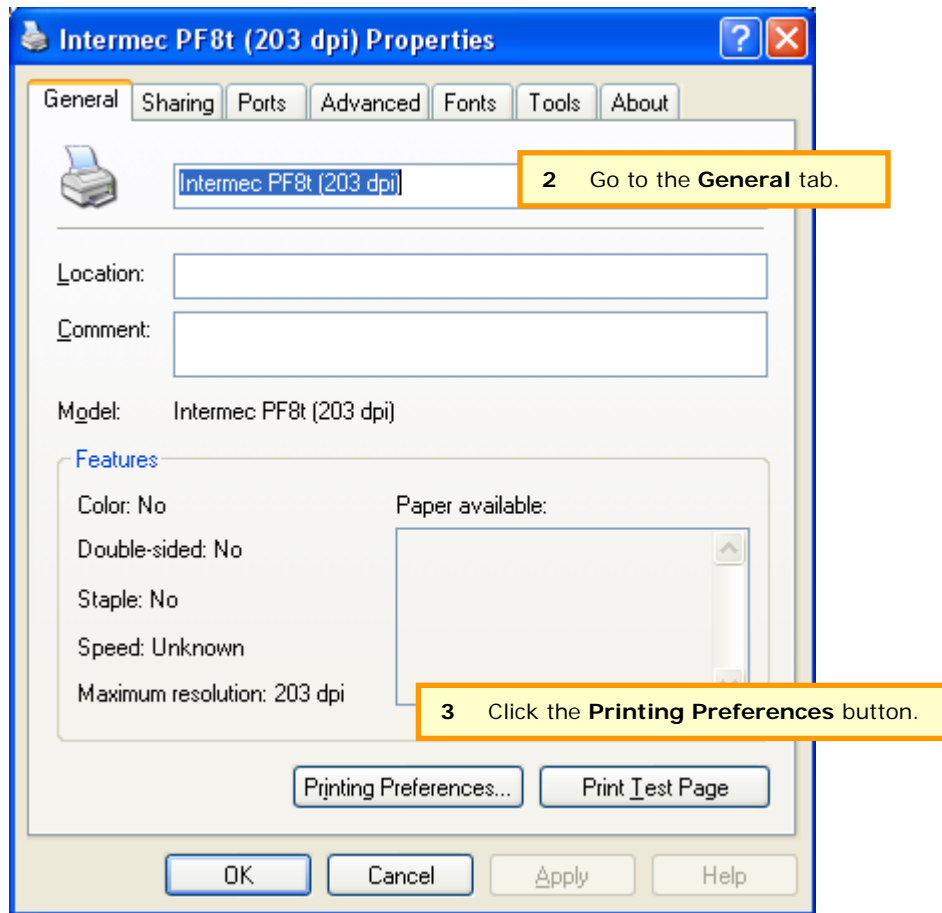 Intermec PF8t (203 dpi) Properties
General Sharing Ports Advanced Fonts Tools About
Intermec PF8t (203 dpi)
2 Go to the General tab.
Location:
Comment:
Model: Intermec PF8t (203 dpi)
Features
Color: No
Paper available:
Double-sided: No
Staple: No
Speed: Unknown
Maximum resolution: 203 dpi
3 Click the Printing Preferences button.
Printing Preferences... Print Test Page
OK Cancel Apply Help